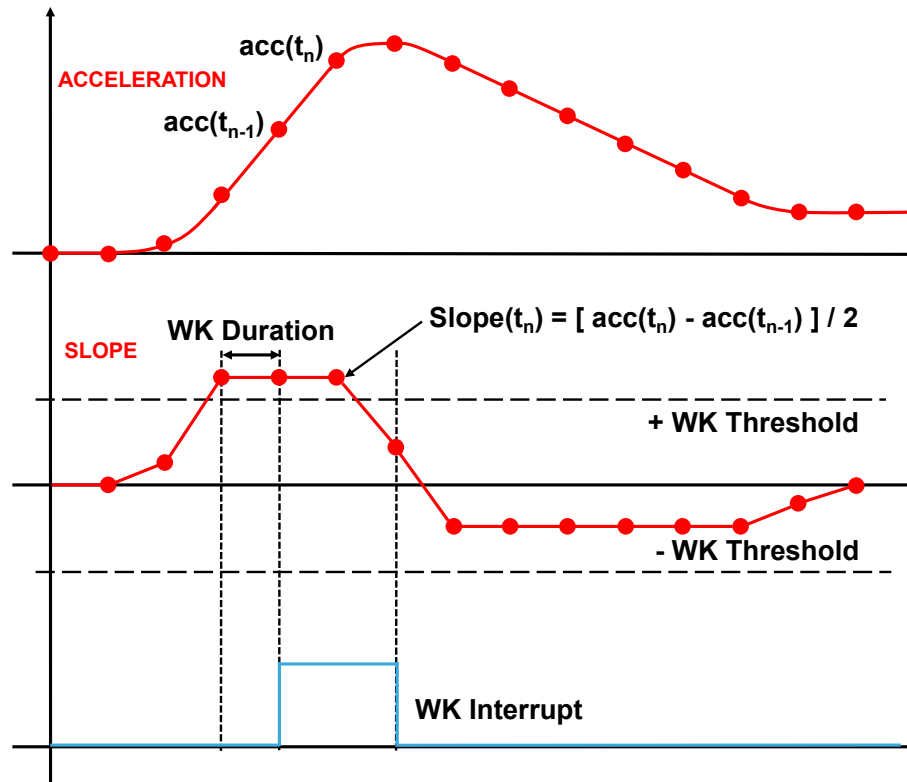 acc(tₙ)
ACCELERATION
acc(tₙ₋₁)
Slope(tₙ) = [ acc(tₙ) - acc(tₙ₋₁) ] / 2
WK Duration
SLOPE
+ WK Threshold
- WK Threshold
WK Interrupt